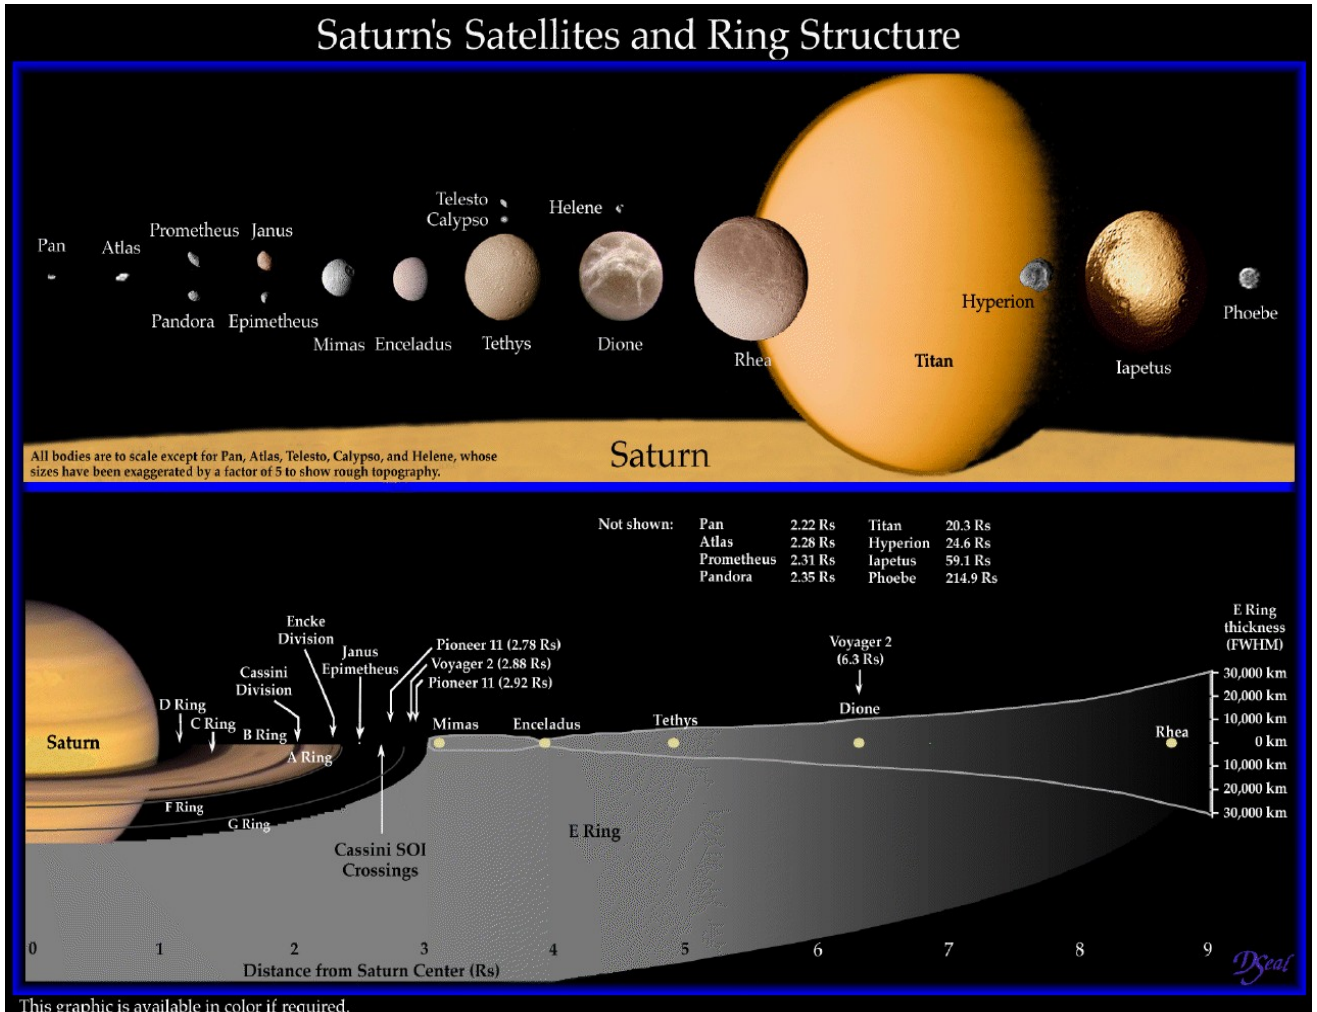 Saturn's Satellites and Ring Structure
Telesto
Calypso
Helene
Prometheus
Janus
Pan
Atlas
Pandora
Epimetheus
Mimas
Enceladus
Tethys
Dione
Rhea
Hyperion
Titan
Iapetus
Phoebe
Saturn
All bodies are to scale except for Pan, Atlas, Telesto, Calypso, and Helene, whose
sizes have been exaggerated by a factor of 5 to show rough topography.
Not shown: Pan 2.22 Rs Titan 20.3 Rs
Atlas 2.28 Rs Hyperion 24.6 Rs
Prometheus 2.31 Rs Iapetus 59.1 Rs
Pandora 2.35 Rs Phoebe 214.9 Rs
E Ring
thickness
(FWHM)
30,000 km
20,000 km
10,000 km
0 km
10,000 km
20,000 km
30,000 km
Encke
Division
Janus
Epimetheus
Pioneer 11 (2.78 Rs)
Voyager 2 (2.88 Rs)
Pioneer 11 (2.92 Rs)
Voyager 2
(6.3 Rs)
Cassini
Division
D Ring
C Ring
B Ring
A Ring
Saturn
F Ring
G Ring
Mimas
Enceladus
Tethys
Dione
Rhea
E Ring
Cassini SOI
Crossings
0 1 2 3 4 5 6 7 8 9
Distance from Saturn Center (Rs)
DSeal
This graphic is available in color if required.